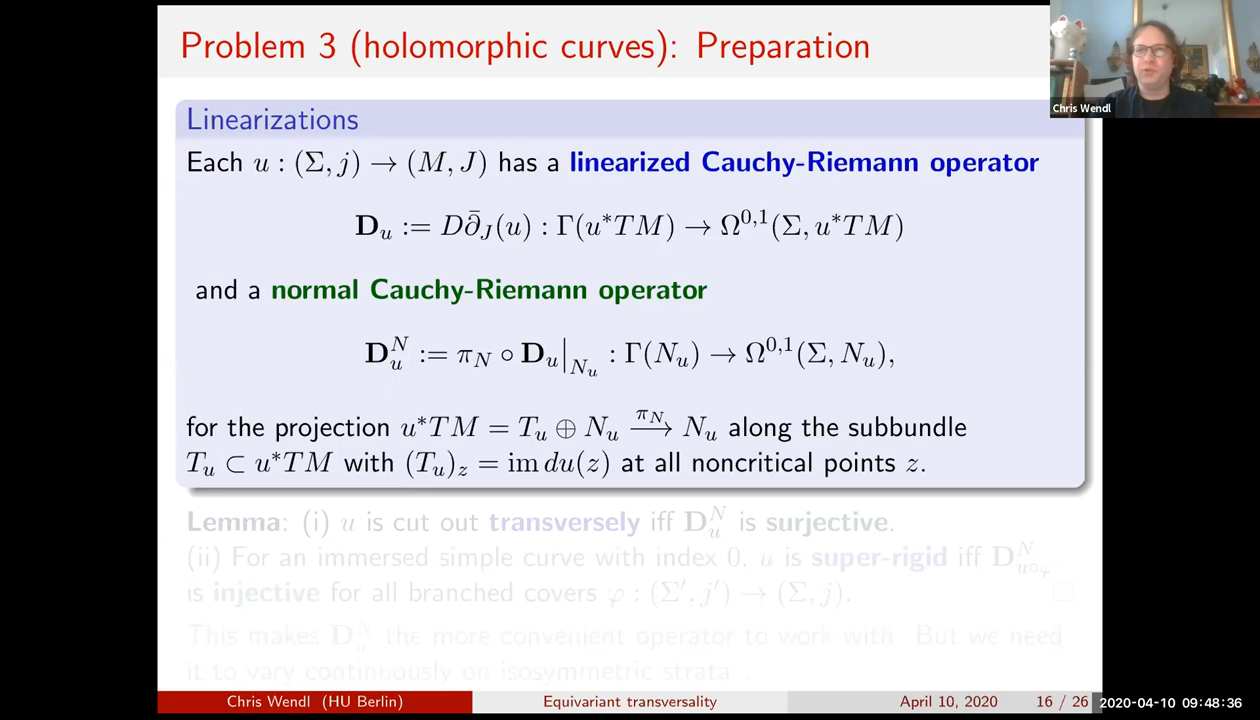 Problem 3 (holomorphic curves): Preparation
Chris Wendl
Linearizations
Each u : (Σ, j) → (M, J) has a linearized Cauchy-Riemann operator
D_u := D∂̄_J(u) : Γ(u*TM) → Ω^{0,1}(Σ, u*TM)
and a normal Cauchy-Riemann operator
D_u^N := π_N ∘ D_u|_{N_u} : Γ(N_u) → Ω^{0,1}(Σ, N_u),
for the projection u*TM = T_u ⊕ N_u \xrightarrow{π_N} N_u along the subbundle
T_u ⊂ u*TM with (T_u)_z = im du(z) at all noncritical points z.
Lemma: (i) u is cut out transversely iff D_u^N is surjective.
(ii) For an immersed simple curve with index 0, u is super-rigid iff D_{u∘φ}^N
is injective for all branched covers φ : (Σ′, j′) → (Σ, j). □
This makes D_u^N the more convenient operator to work with. But we need
it to vary continuously on isosymmetric strata...
Chris Wendl (HU Berlin) Equivariant transversality April 10, 2020 16 / 26 2020-04-10 09:48:36